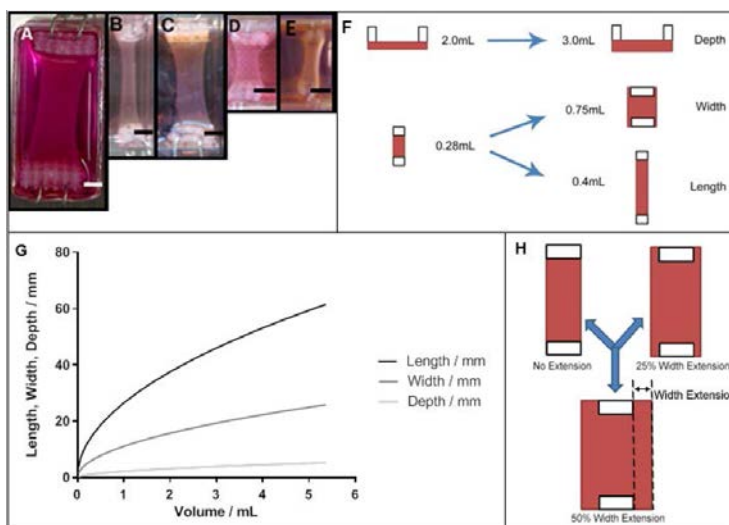 A
B
C
D
E
F
2.0mL
3.0mL
Depth
0.75mL
Width
0.28mL
0.4mL
Length
G
Length, Width, Depth / mm
80
60
40
20
0
0 1 2 3 4 5 6
Volume / mL
Length / mm
Width / mm
Depth / mm
H
No Extension
25% Width Extension
Width Extension
50% Width Extension